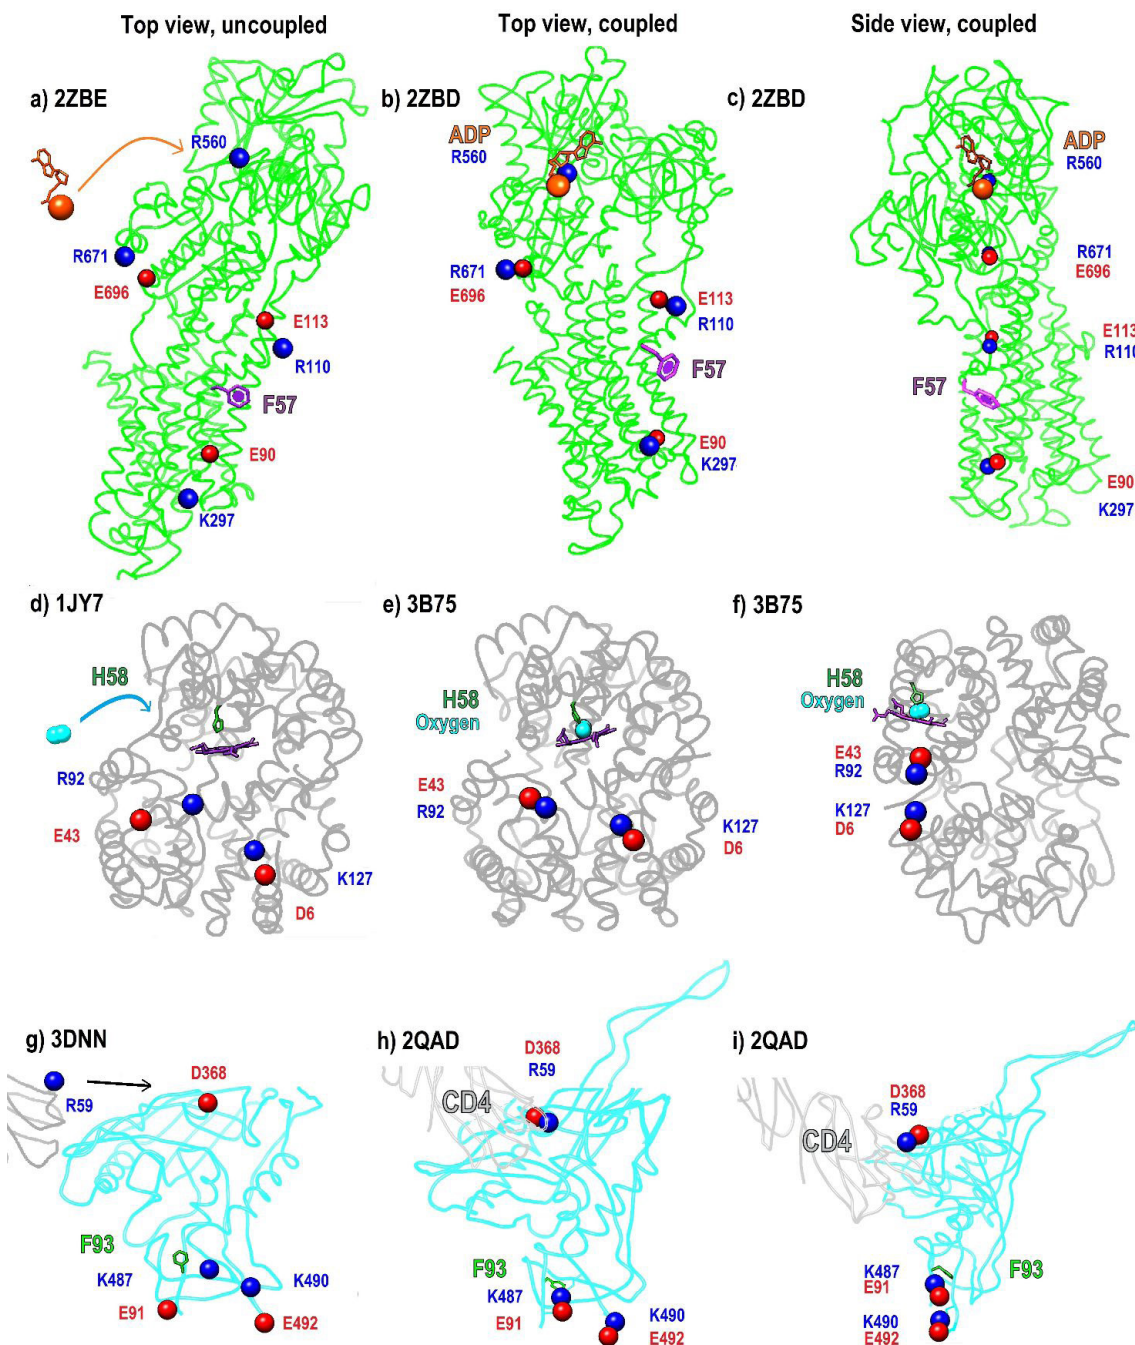 Top view, uncoupled
Top view, coupled
Side view, coupled
a) 2ZBE
R560
R671
E696
E113
R110
F57
E90
K297
b) 2ZBD
ADP
R560
R671
E696
E113
R110
F57
E90
K297
c) 2ZBD
ADP
R560
R671
E696
E113
R110
F57
E90
K297
d) 1JY7
H58
R92
E43
K127
D6
e) 3B75
H58
Oxygen
E43
R92
K127
D6
f) 3B75
H58
Oxygen
E43
R92
K127
D6
g) 3DNN
D368
R59
F93
K487
K490
E91
E492
h) 2QAD
D368
R59
CD4
F93
K487
E91
K490
E492
i) 2QAD
D368
R59
CD4
F93
K487
E91
K490
E492